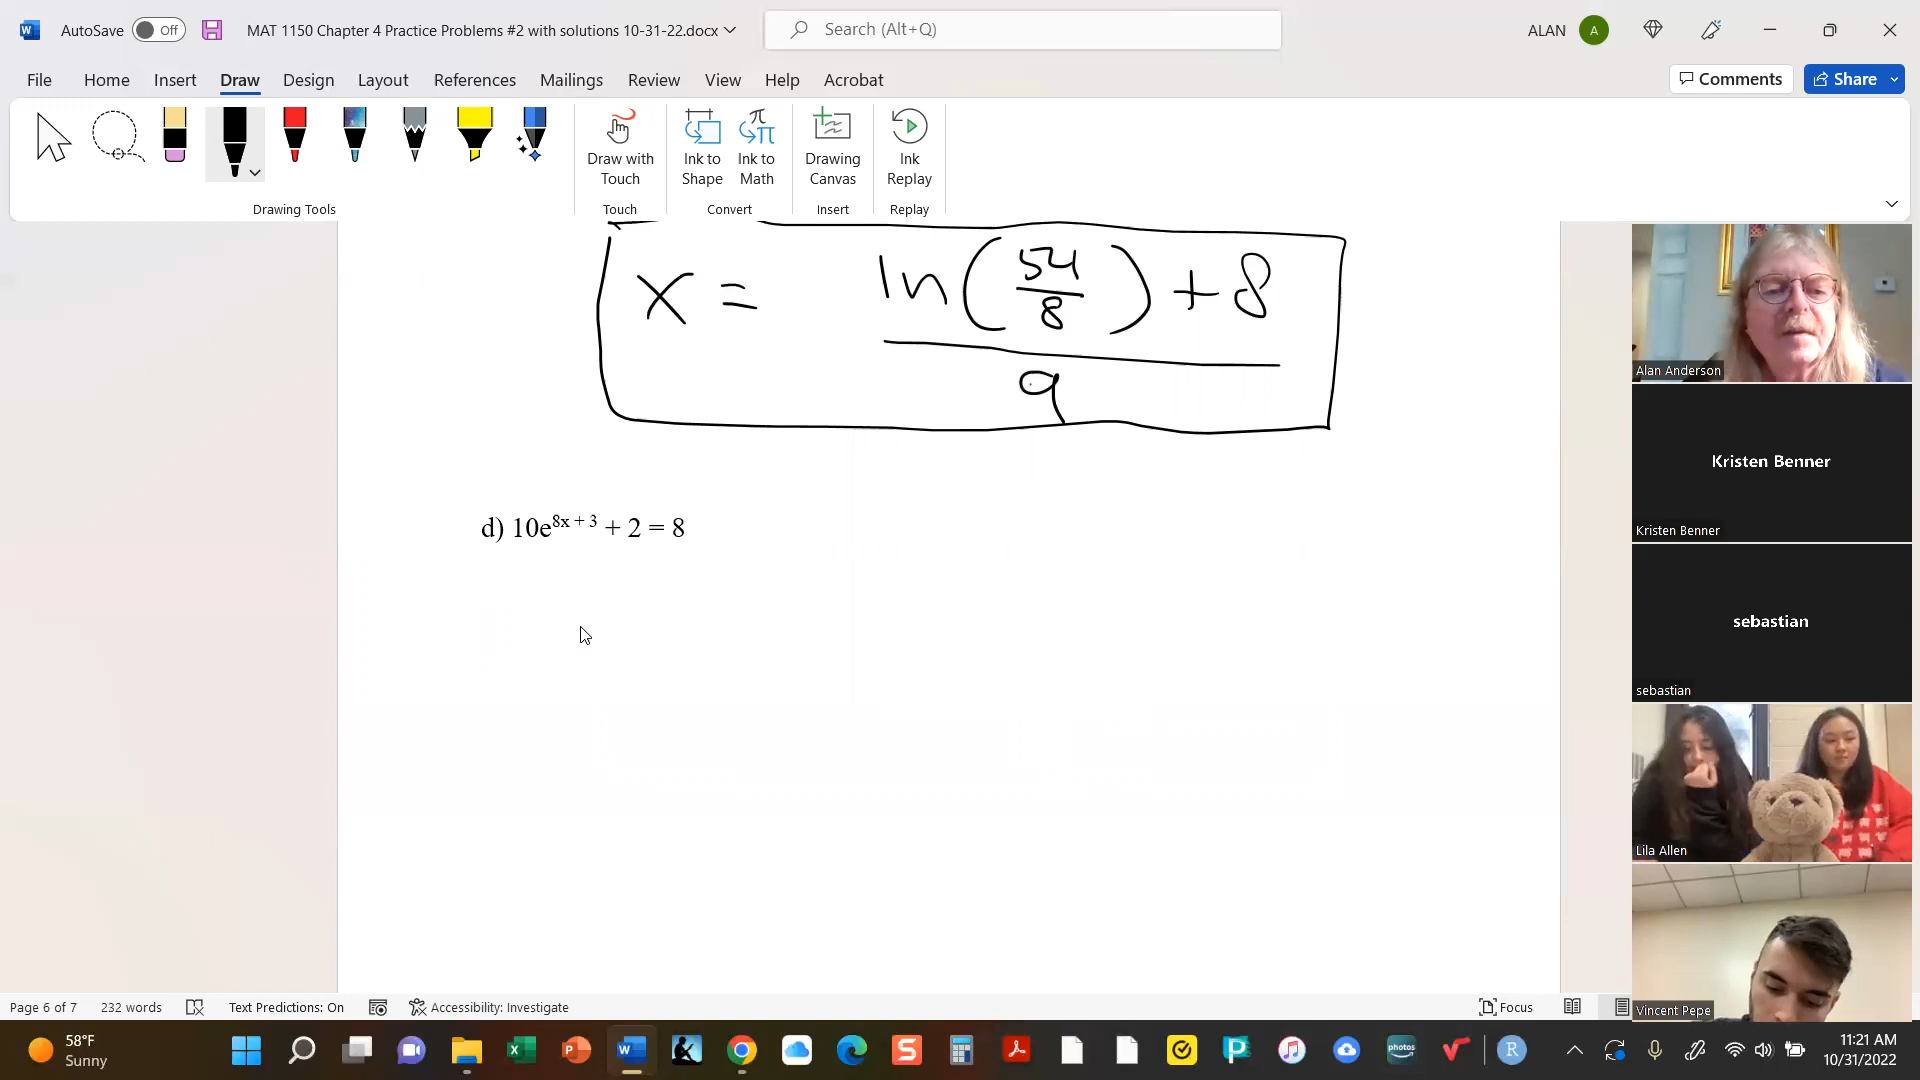 AutoSave Off MAT 1150 Chapter 4 Practice Problems #2 with solutions 10-31-22.docx Search (Alt+Q) ALAN A
File Home Insert Draw Design Layout References Mailings Review View Help Acrobat Comments Share
Draw with Touch
Ink to Shape
Ink to Math
Drawing Canvas
Ink Replay
Drawing Tools Touch Convert Insert Replay
x = ln(54/8) + 8
9
d) 10e^{8x + 3} + 2 = 8
Alan Anderson
Kristen Benner
Kristen Benner
sebastian
sebastian
Lila Allen
Vincent Pepe
Page 6 of 7 232 words Text Predictions: On Accessibility: Investigate Focus
58°F
Sunny
photos
R
11:21 AM
10/31/2022